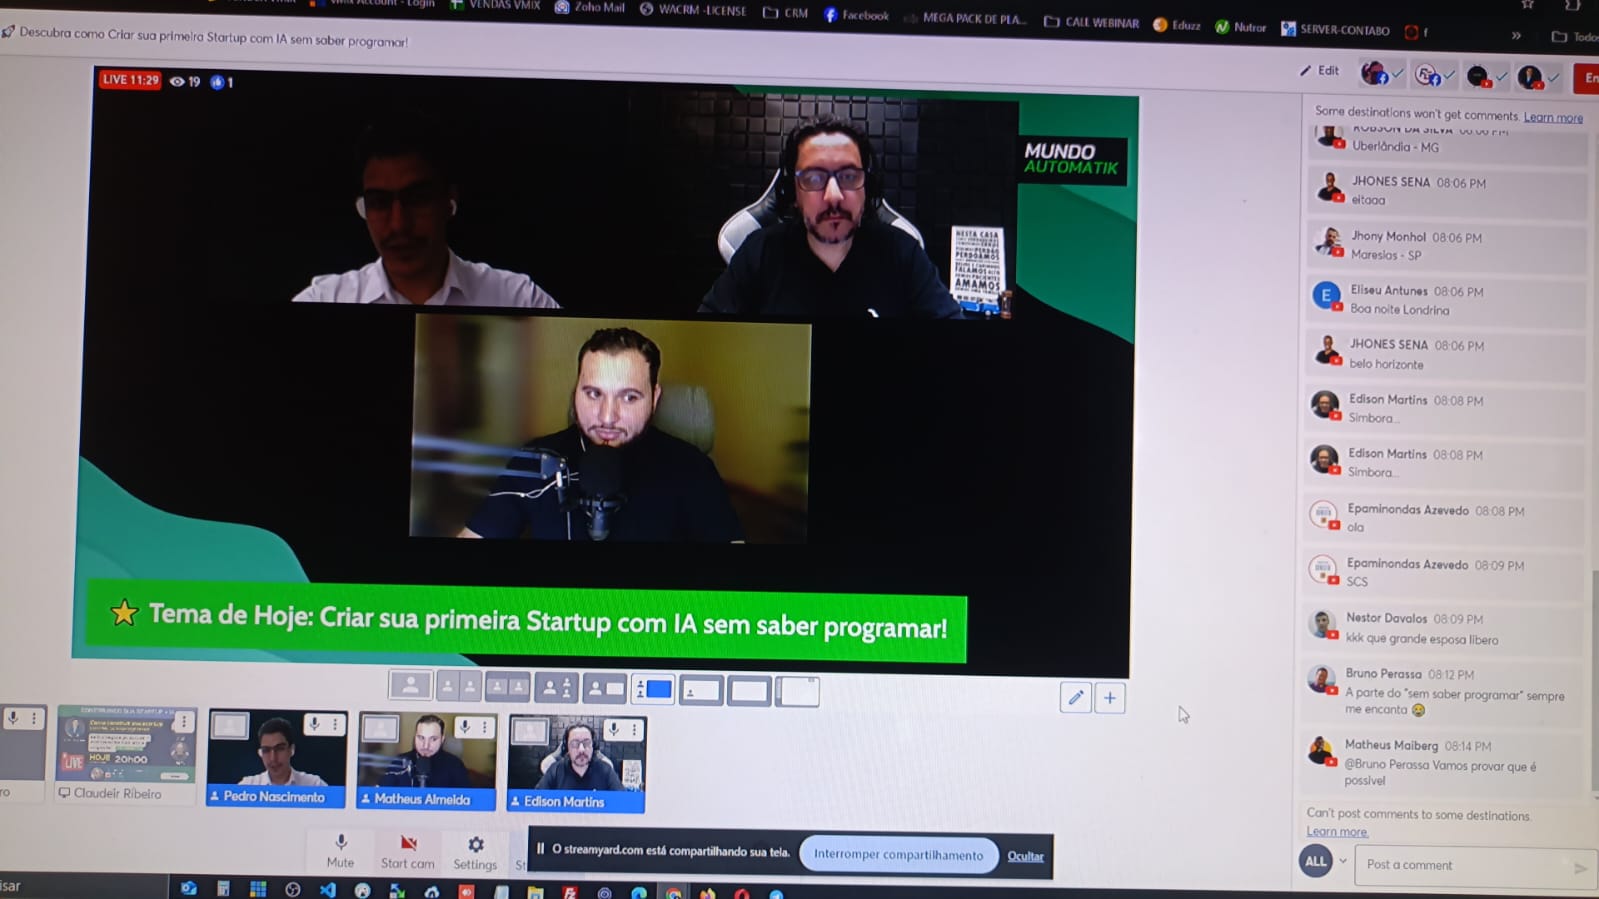 vMix Account - Login
VENDAS VMIX
Zoho Mail
WACRM -LICENSE
CRM
Facebook
MEGA PACK DE PLA...
CALL WEBINAR
Eduzz
Nutror
SERVER-CONTABO
f
»
Todo
Descubra como Criar sua primeira Startup com IA sem saber programar!
Edit
En
LIVE 11:29
19
1
MUNDO
AUTOMATIK
NESTA CASA
PERDOAMOS
FALAMOS
AMAMOS
Tema de Hoje: Criar sua primeira Startup com IA sem saber programar!
LIVE
HOJE 20h00
ro
Claudeir Ribeiro
Pedro Nascimento
Matheus Almeida
Edison Martins
Mute
Start cam
Settings
St
O streamyard.com está compartilhando sua tela.
Interromper compartilhamento
Ocultar
isar
Some destinations won't get comments. Learn more
ROBSON DA SILVA 08:06 PM
Uberlândia - MG
JHONES SENA 08:06 PM
eitaaa
Jhony Monhol 08:06 PM
Maresias - SP
E
Eliseu Antunes 08:06 PM
Boa noite Londrina
JHONES SENA 08:06 PM
belo horizonte
Edison Martins 08:08 PM
Simbora...
Edison Martins 08:08 PM
Simbora...
Epaminondas Azevedo 08:08 PM
ola
Epaminondas Azevedo 08:09 PM
SCS
Nestor Davalos 08:09 PM
kkk que grande esposa libero
Bruno Perassa 08:12 PM
A parte do "sem saber programar" sempre
me encanta 😂
Matheus Maiberg 08:14 PM
@Bruno Perassa Vamos provar que é
possível
Can't post comments to some destinations.
Learn more.
ALL
Post a comment